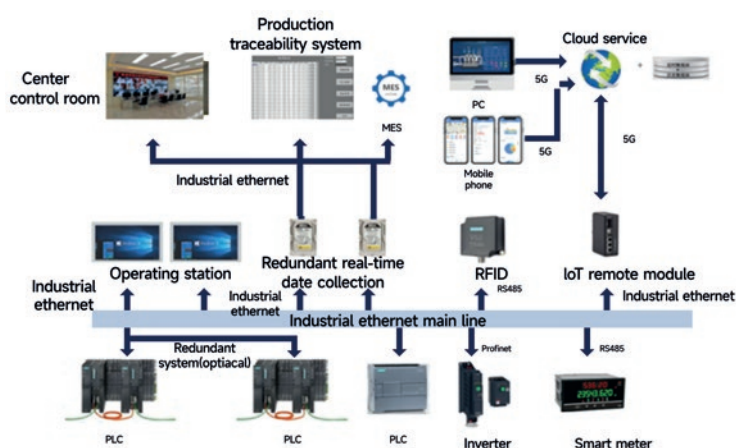 Production
traceability system
Center
control room
MES
MES
Cloud service
PC
5G
5G
5G
Mobile
phone
Industrial ethernet
Operating station
Redundant real-time
date collection
RFID
RS485
IoT remote module
Industrial
ethernet
Industrial
ethernet
Industrial ethernet
Industrial ethernet main line
Redundant
system(optiacal)
Profinet
RS485
PLC
PLC
PLC
Inverter
Smart meter